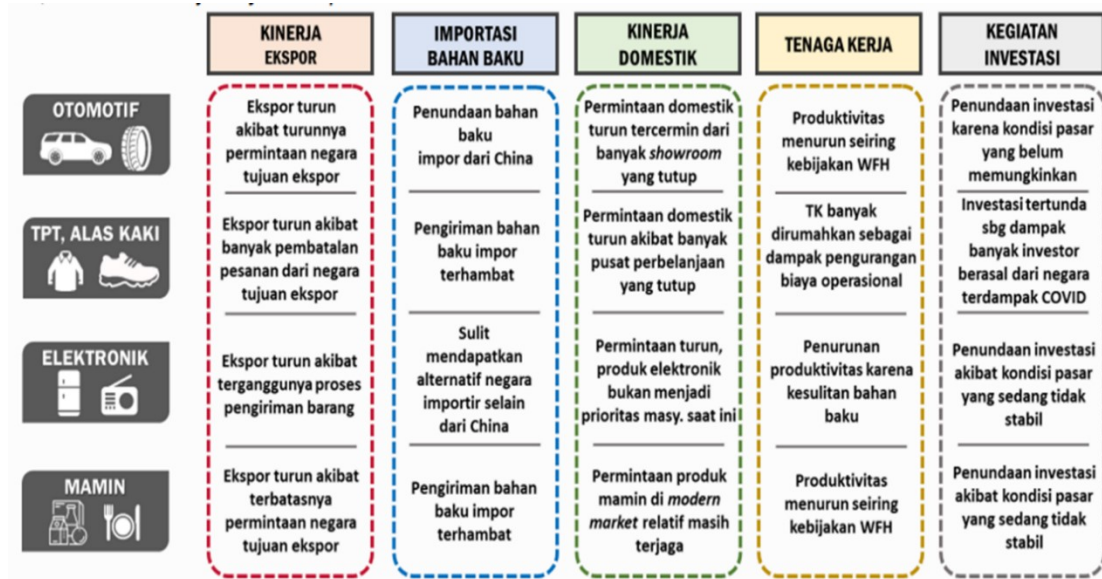 KINERJA
EKSPOR
IMPORTASI
BAHAN BAKU
KINERJA
DOMESTIK
TENAGA KERJA
KEGIATAN
INVESTASI
OTOMOTIF
Ekspor turun
akibat turunnya
permintaan negara
tujuan ekspor
Penundaan bahan
baku
impor dari China
Permintaan domestik
turun tercermin dari
banyak showroom
yang tutup
Produktivitas
menurun seiring
kebijakan WFH
Penundaan investasi
karena kondisi pasar
yang belum
memungkinkan
TPT, ALAS KAKI
Ekspor turun akibat
banyak pembatalan
pesanan dari negara
tujuan ekspor
Pengiriman bahan
baku impor
terhambat
Permintaan domestik
turun akibat banyak
pusat perbelanjaan
yang tutup
TK banyak
dirumahkan sebagai
dampak pengurangan
biaya operasional
Investasi tertunda
sbg dampak
banyak investor
berasal dari negara
terdampak COVID
ELEKTRONIK
Ekspor turun akibat
terganggunya proses
pengiriman barang
Sulit
mendapatkan
alternatif negara
importir selain
dari China
Permintaan turun,
produk elektronik
bukan menjadi
prioritas masy. saat ini
Penurunan
produktivitas karena
kesulitan bahan
baku
Penundaan investasi
akibat kondisi pasar
yang sedang tidak
stabil
MAMIN
Ekspor turun akibat
terbatasnya
permintaan negara
tujuan ekspor
Pengiriman bahan
baku impor
terhambat
Permintaan produk
mamin di modern
market relatif masih
terjaga
Produktivitas
menurun seiring
kebijakan WFH
Penundaan investasi
akibat kondisi pasar
yang sedang tidak
stabil